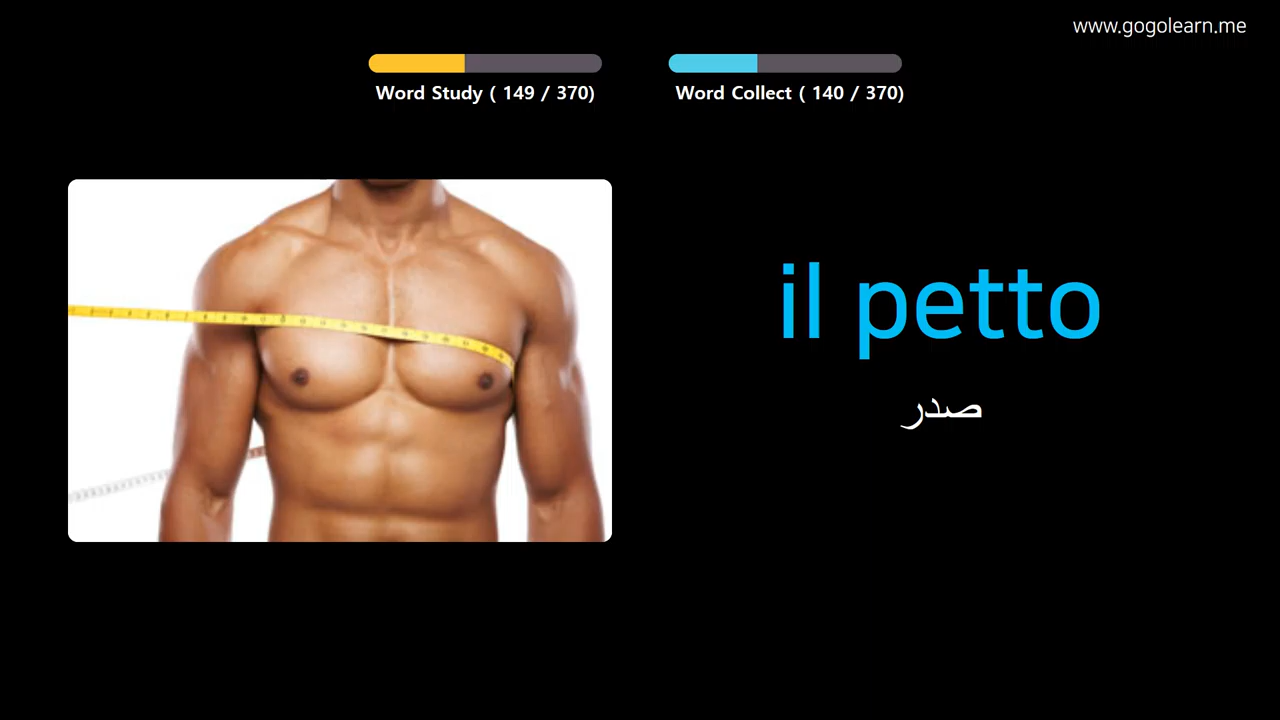 www.gogolearn.me
Word Study ( 149 / 370)
Word Collect ( 140 / 370)
il petto
صدر